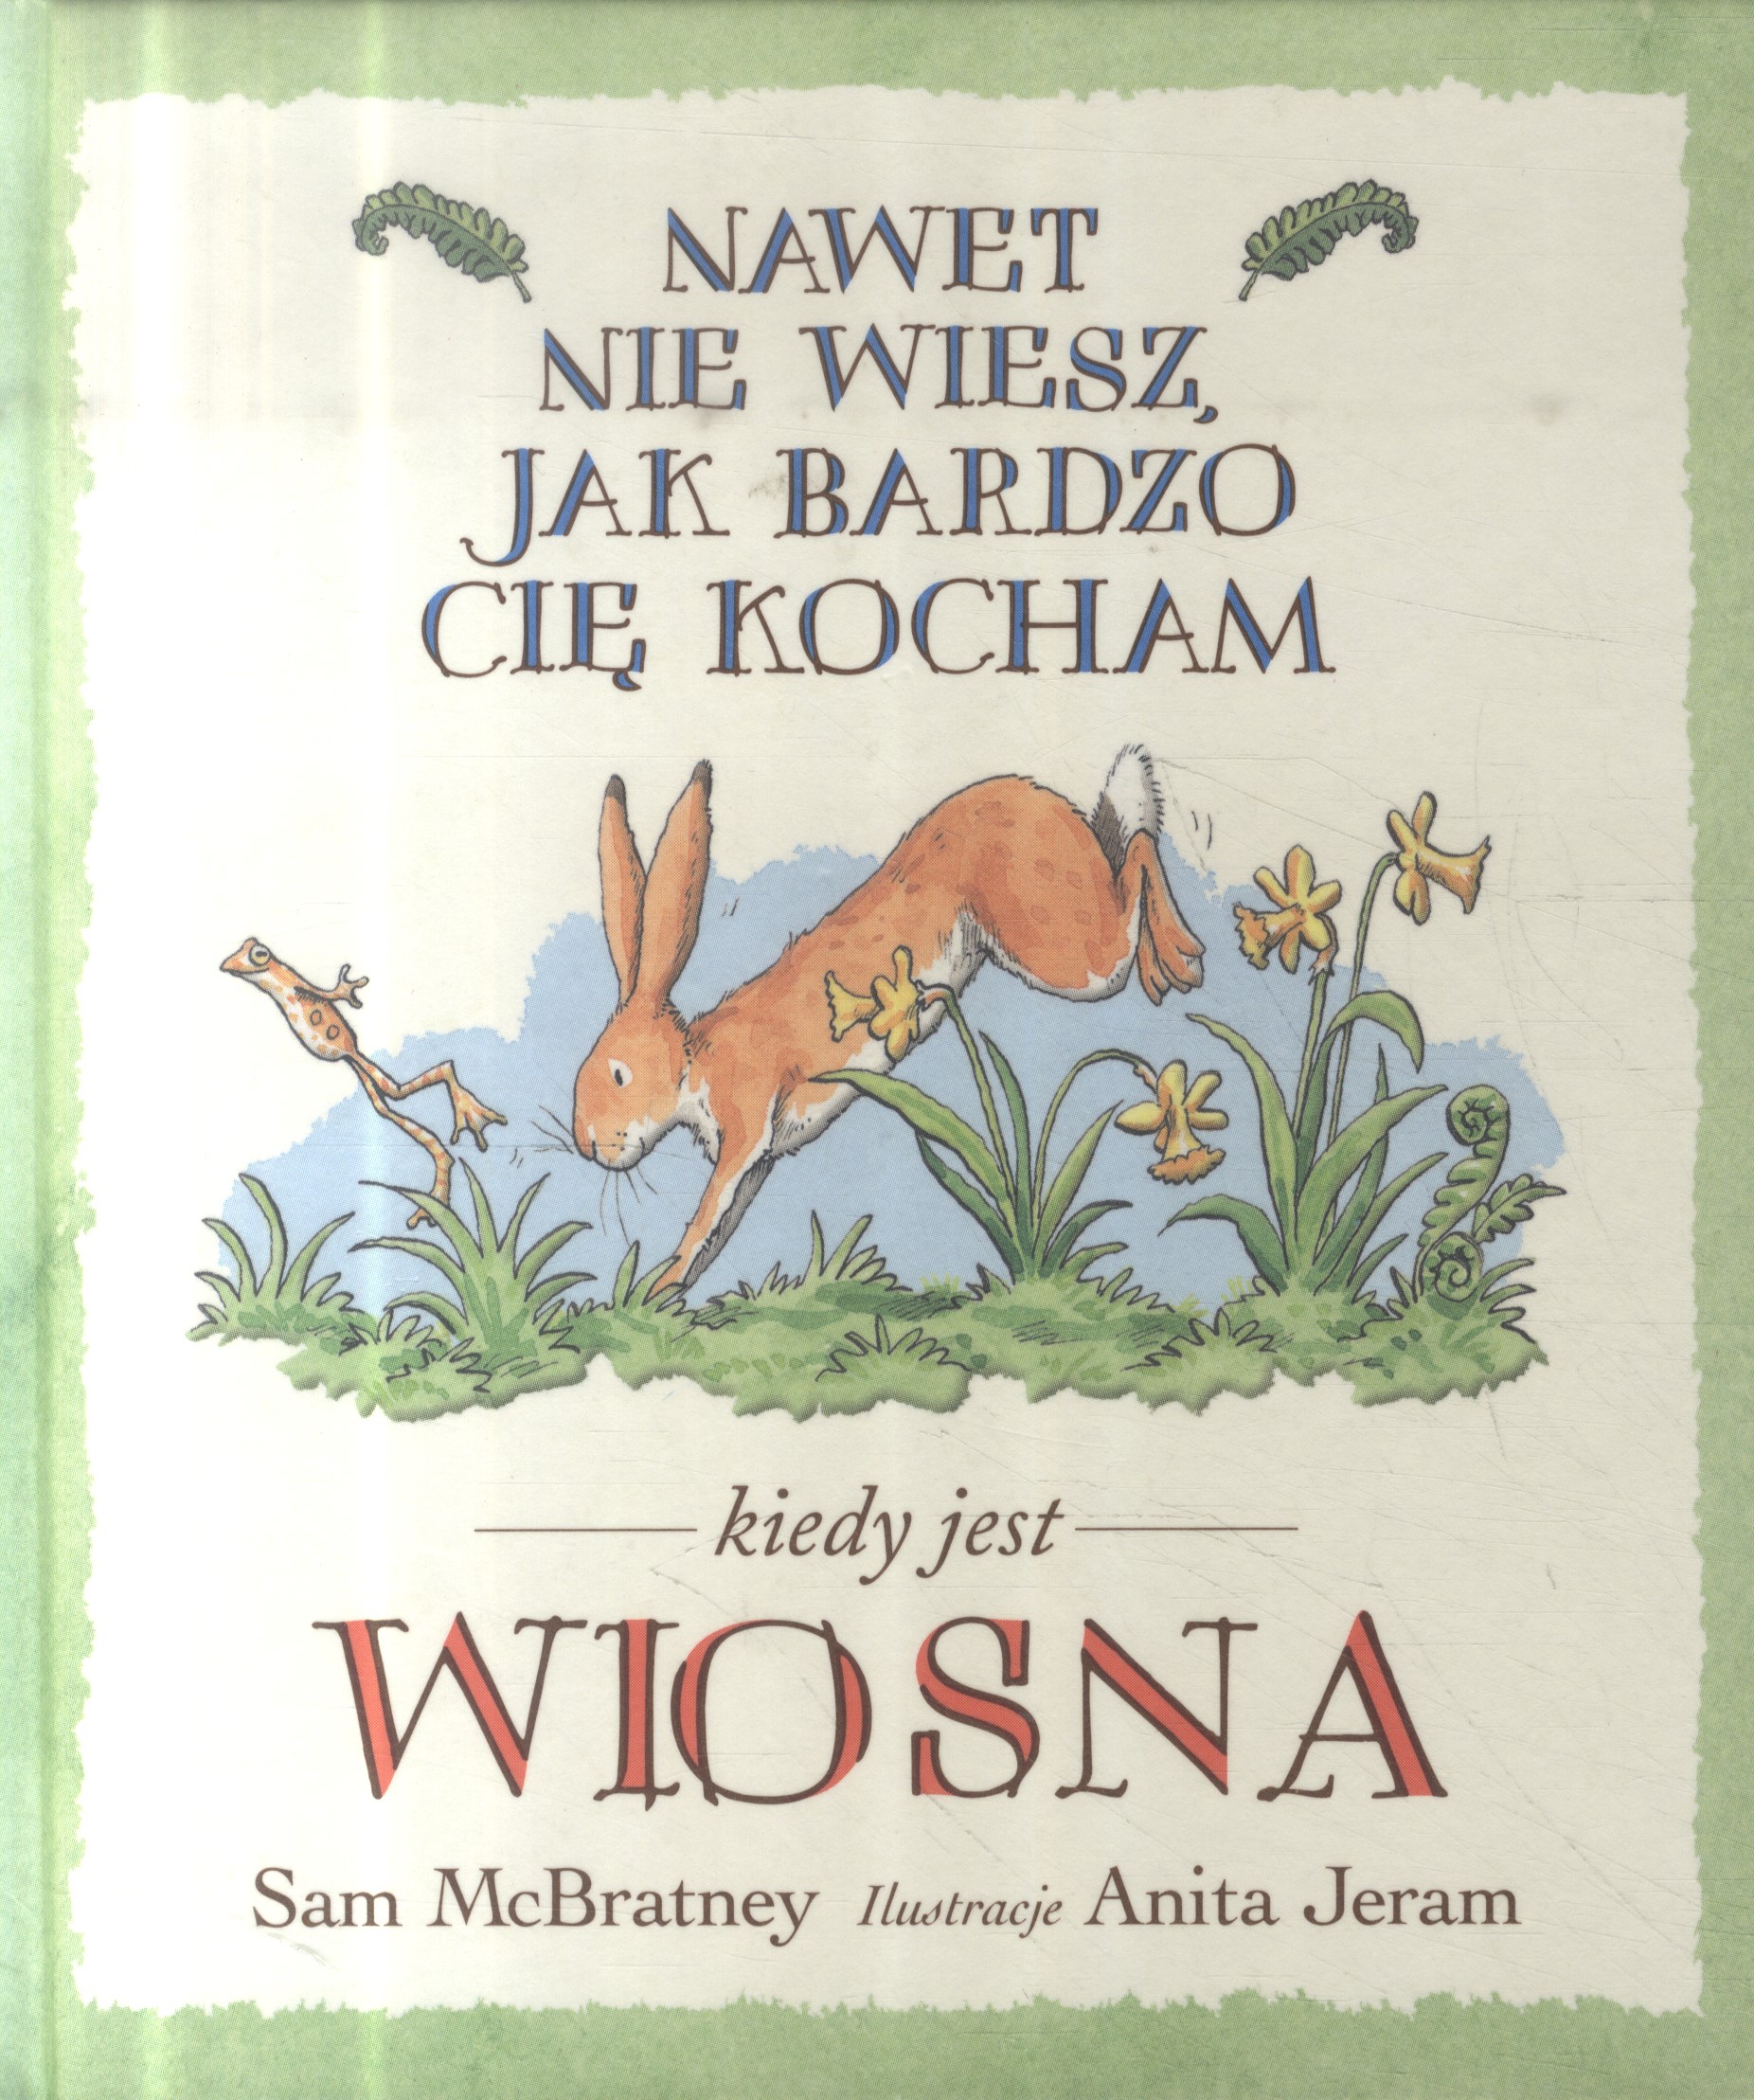 NAWET
NIE WIESZ,
JAK BARDZO
CIĘ KOCHAM
kiedy jest
WIOSNA
Sam McBratney Ilustracje Anita Jeram